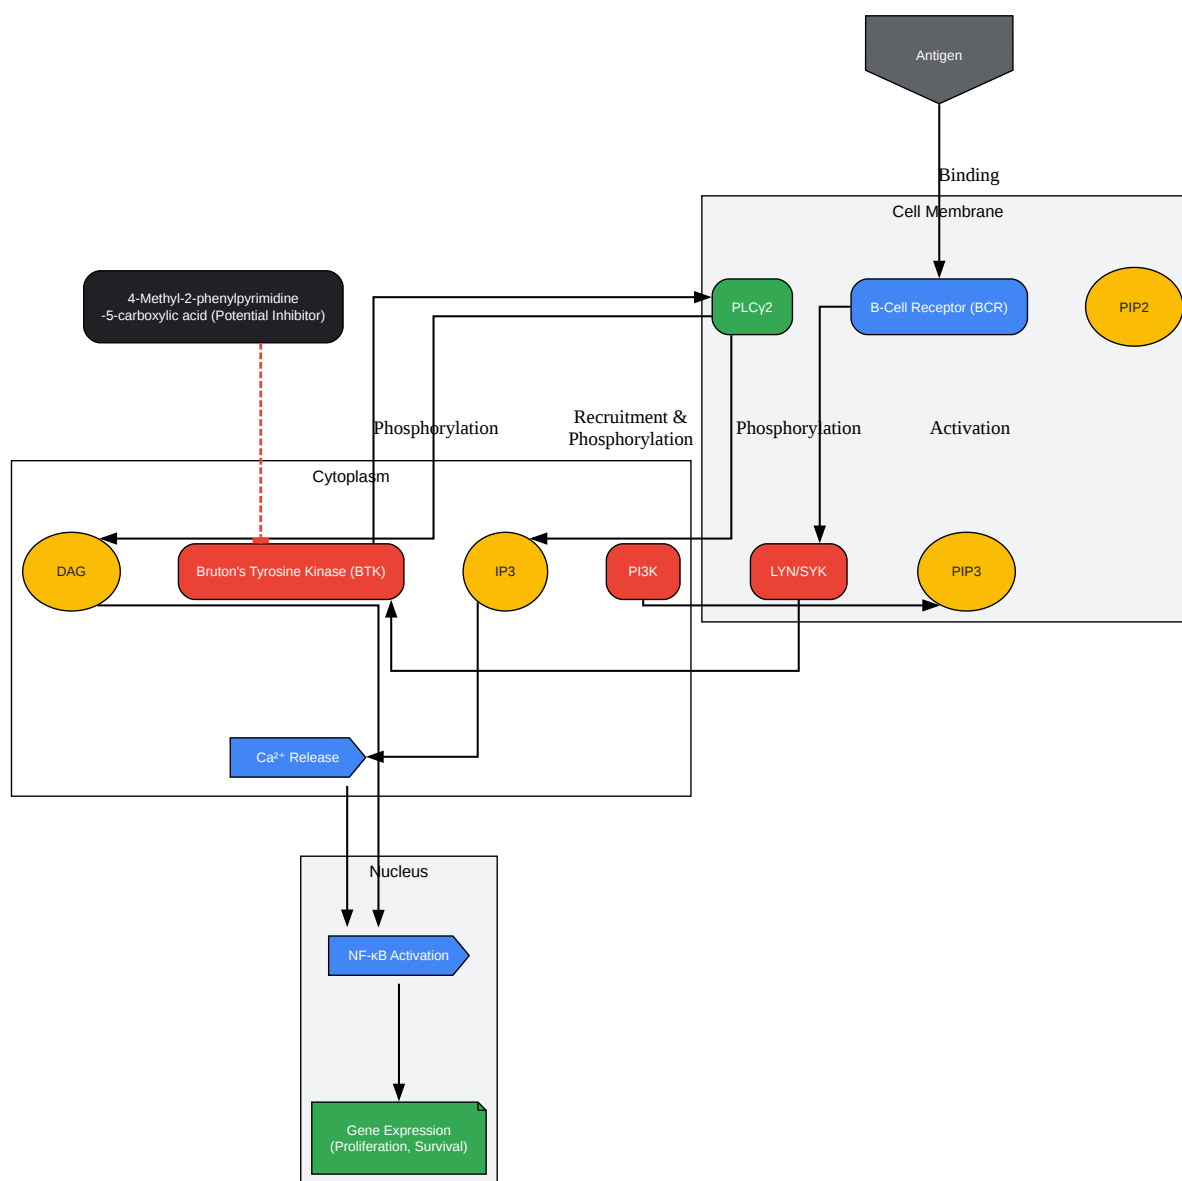 Antigen
Binding
Cell Membrane
4-Methyl-2-phenylpyrimidine
-5-carboxylic acid (Potential Inhibitor)
PLCγ2
B-Cell Receptor (BCR)
PIP2
Phosphorylation
Recruitment &
Phosphorylation
Phosphorylation
Activation
Cytoplasm
DAG
Bruton's Tyrosine Kinase (BTK)
IP3
PI3K
LYN/SYK
PIP3
Ca²⁺ Release
Nucleus
NF-κB Activation
Gene Expression
(Proliferation, Survival)